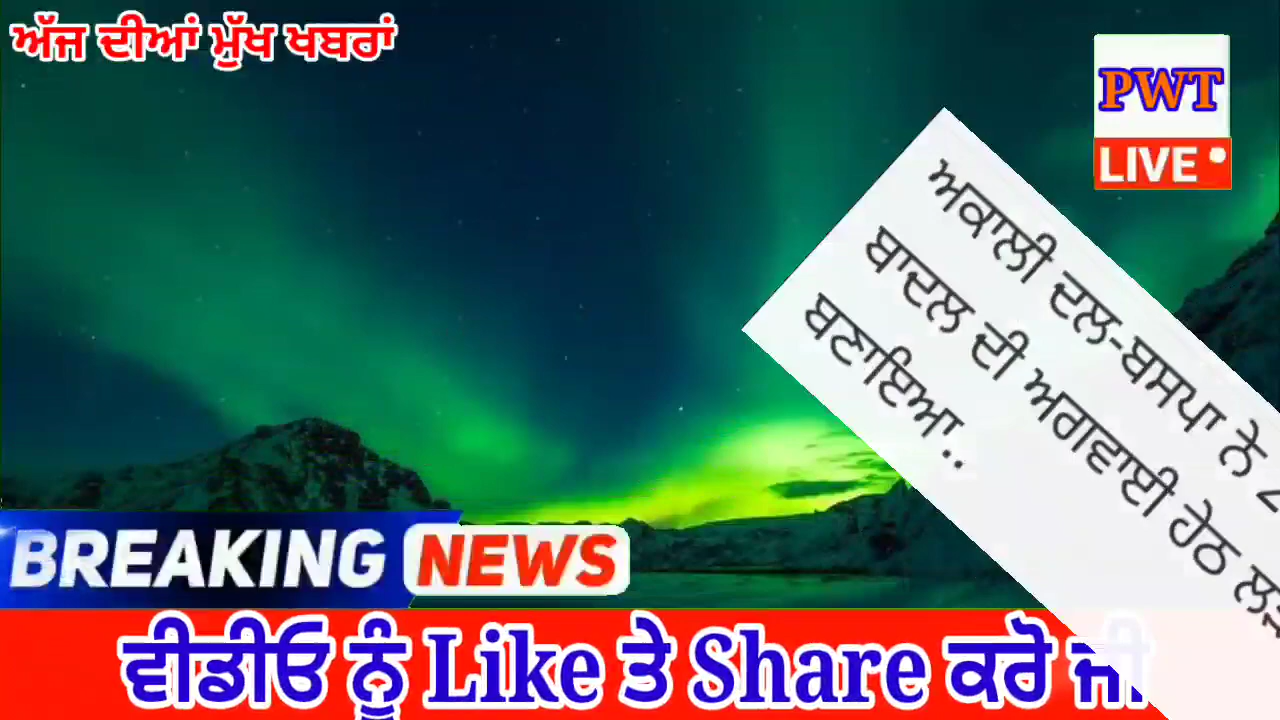 ਅੱਜ ਦੀਆਂ ਮੁੱਖ ਖਬਰਾਂ
PWT
LIVE
ਅਕਾਲੀ ਦਲ-ਬਸਪਾ ਨੇ
ਬਾਦਲ ਦੀ ਅਗਵਾਈ ਹੇਠ
ਬਣਾਇਆ..
BREAKING NEWS
ਵੀਡੀਓ ਨੂੰ Like ਤੇ Share ਕਰੋ ਜੀ